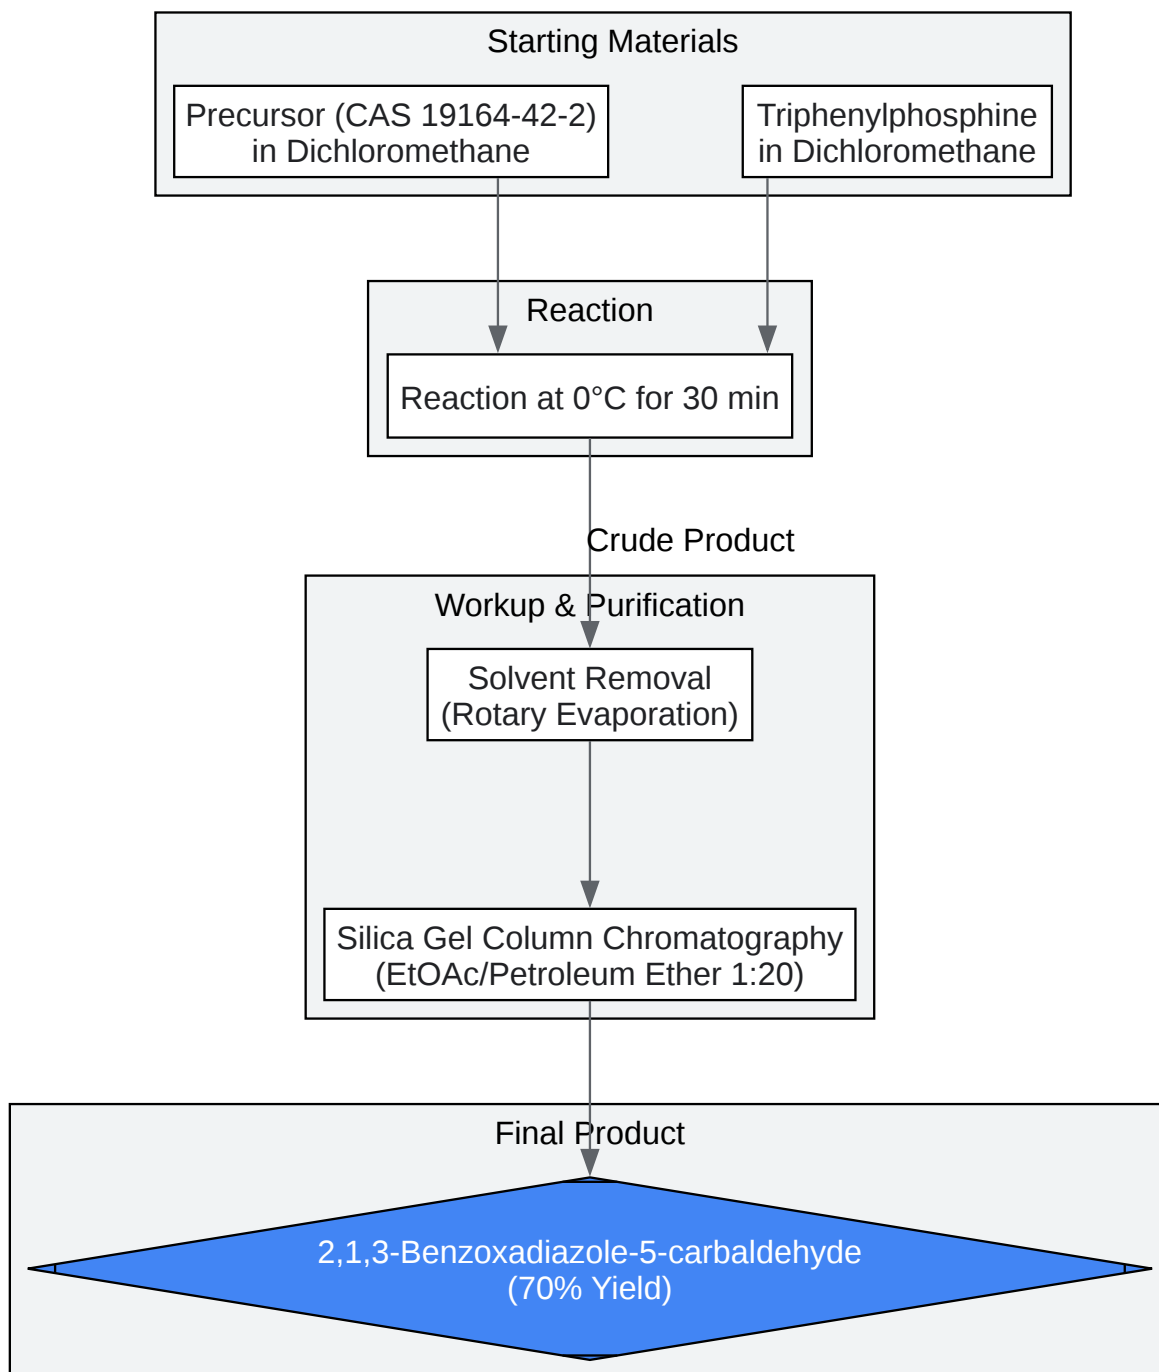 Starting Materials
Precursor (CAS 19164-42-2)
in Dichloromethane
Triphenylphosphine
in Dichloromethane
Reaction
Reaction at 0°C for 30 min
Crude Product
Workup & Purification
Solvent Removal
(Rotary Evaporation)
Silica Gel Column Chromatography
(EtOAc/Petroleum Ether 1:20)
Final Product
2,1,3-Benzoxadiazole-5-carbaldehyde
(70% Yield)